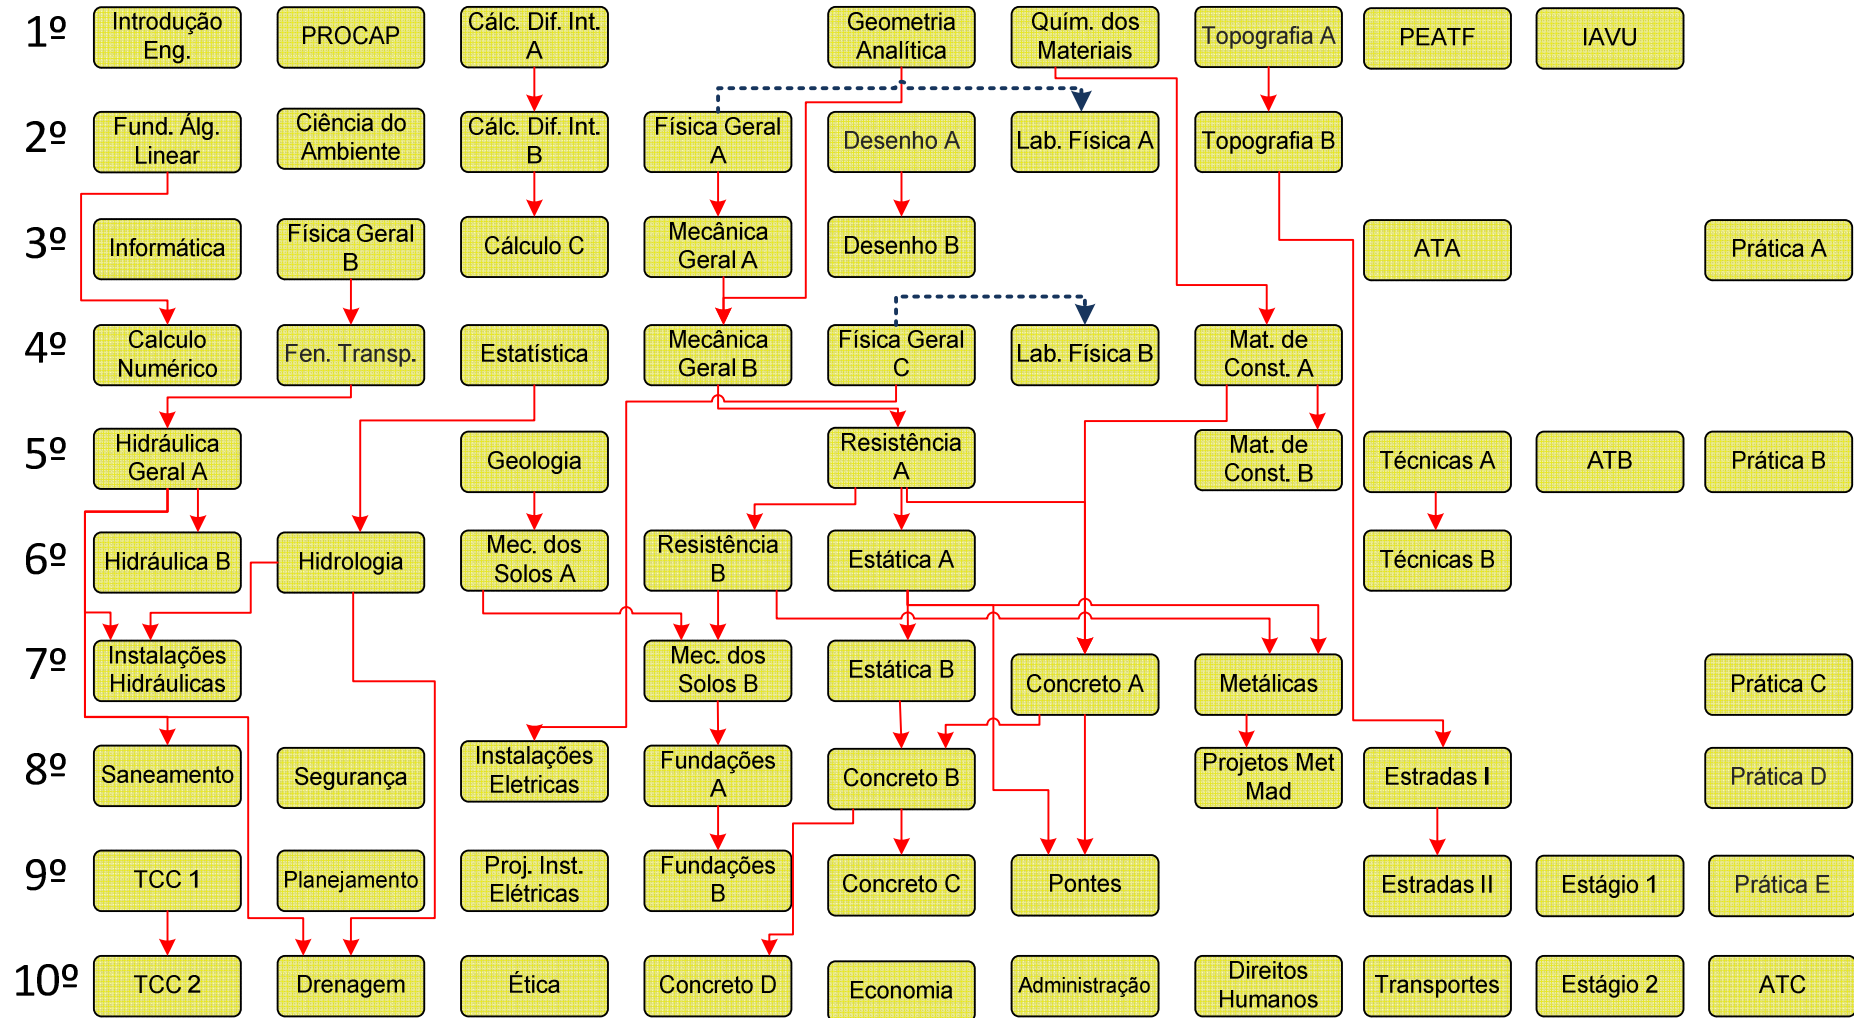 1º
Introdução
Eng.
PROCAP
Cálc. Dif. Int.
A
Geometria
Analítica
Quím. dos
Materiais
Topografia A
PEATF
IAVU
2º
Fund. Álg.
Linear
Ciência do
Ambiente
Cálc. Dif. Int.
B
Física Geral
A
Desenho A
Lab. Física A
Topografia B
3º
Informática
Física Geral
B
Cálculo C
Mecânica
Geral A
Desenho B
ATA
Prática A
4º
Calculo
Numérico
Fen. Transp.
Estatística
Mecânica
Geral B
Física Geral
C
Lab. Física B
Mat. de
Const. A
5º
Hidráulica
Geral A
Geologia
Resistência
A
Mat. de
Const. B
Técnicas A
ATB
Prática B
6º
Hidráulica B
Hidrologia
Mec. dos
Solos A
Resistência
B
Estática A
Técnicas B
7º
Instalações
Hidráulicas
Mec. dos
Solos B
Estática B
Concreto A
Metálicas
Prática C
8º
Saneamento
Segurança
Instalações
Eletricas
Fundações
A
Concreto B
Projetos Met
Mad
Estradas I
Prática D
9º
TCC 1
Planejamento
Proj. Inst.
Elétricas
Fundações
B
Concreto C
Pontes
Estradas II
Estágio 1
Prática E
10º
TCC 2
Drenagem
Ética
Concreto D
Economia
Administração
Direitos
Humanos
Transportes
Estágio 2
ATC